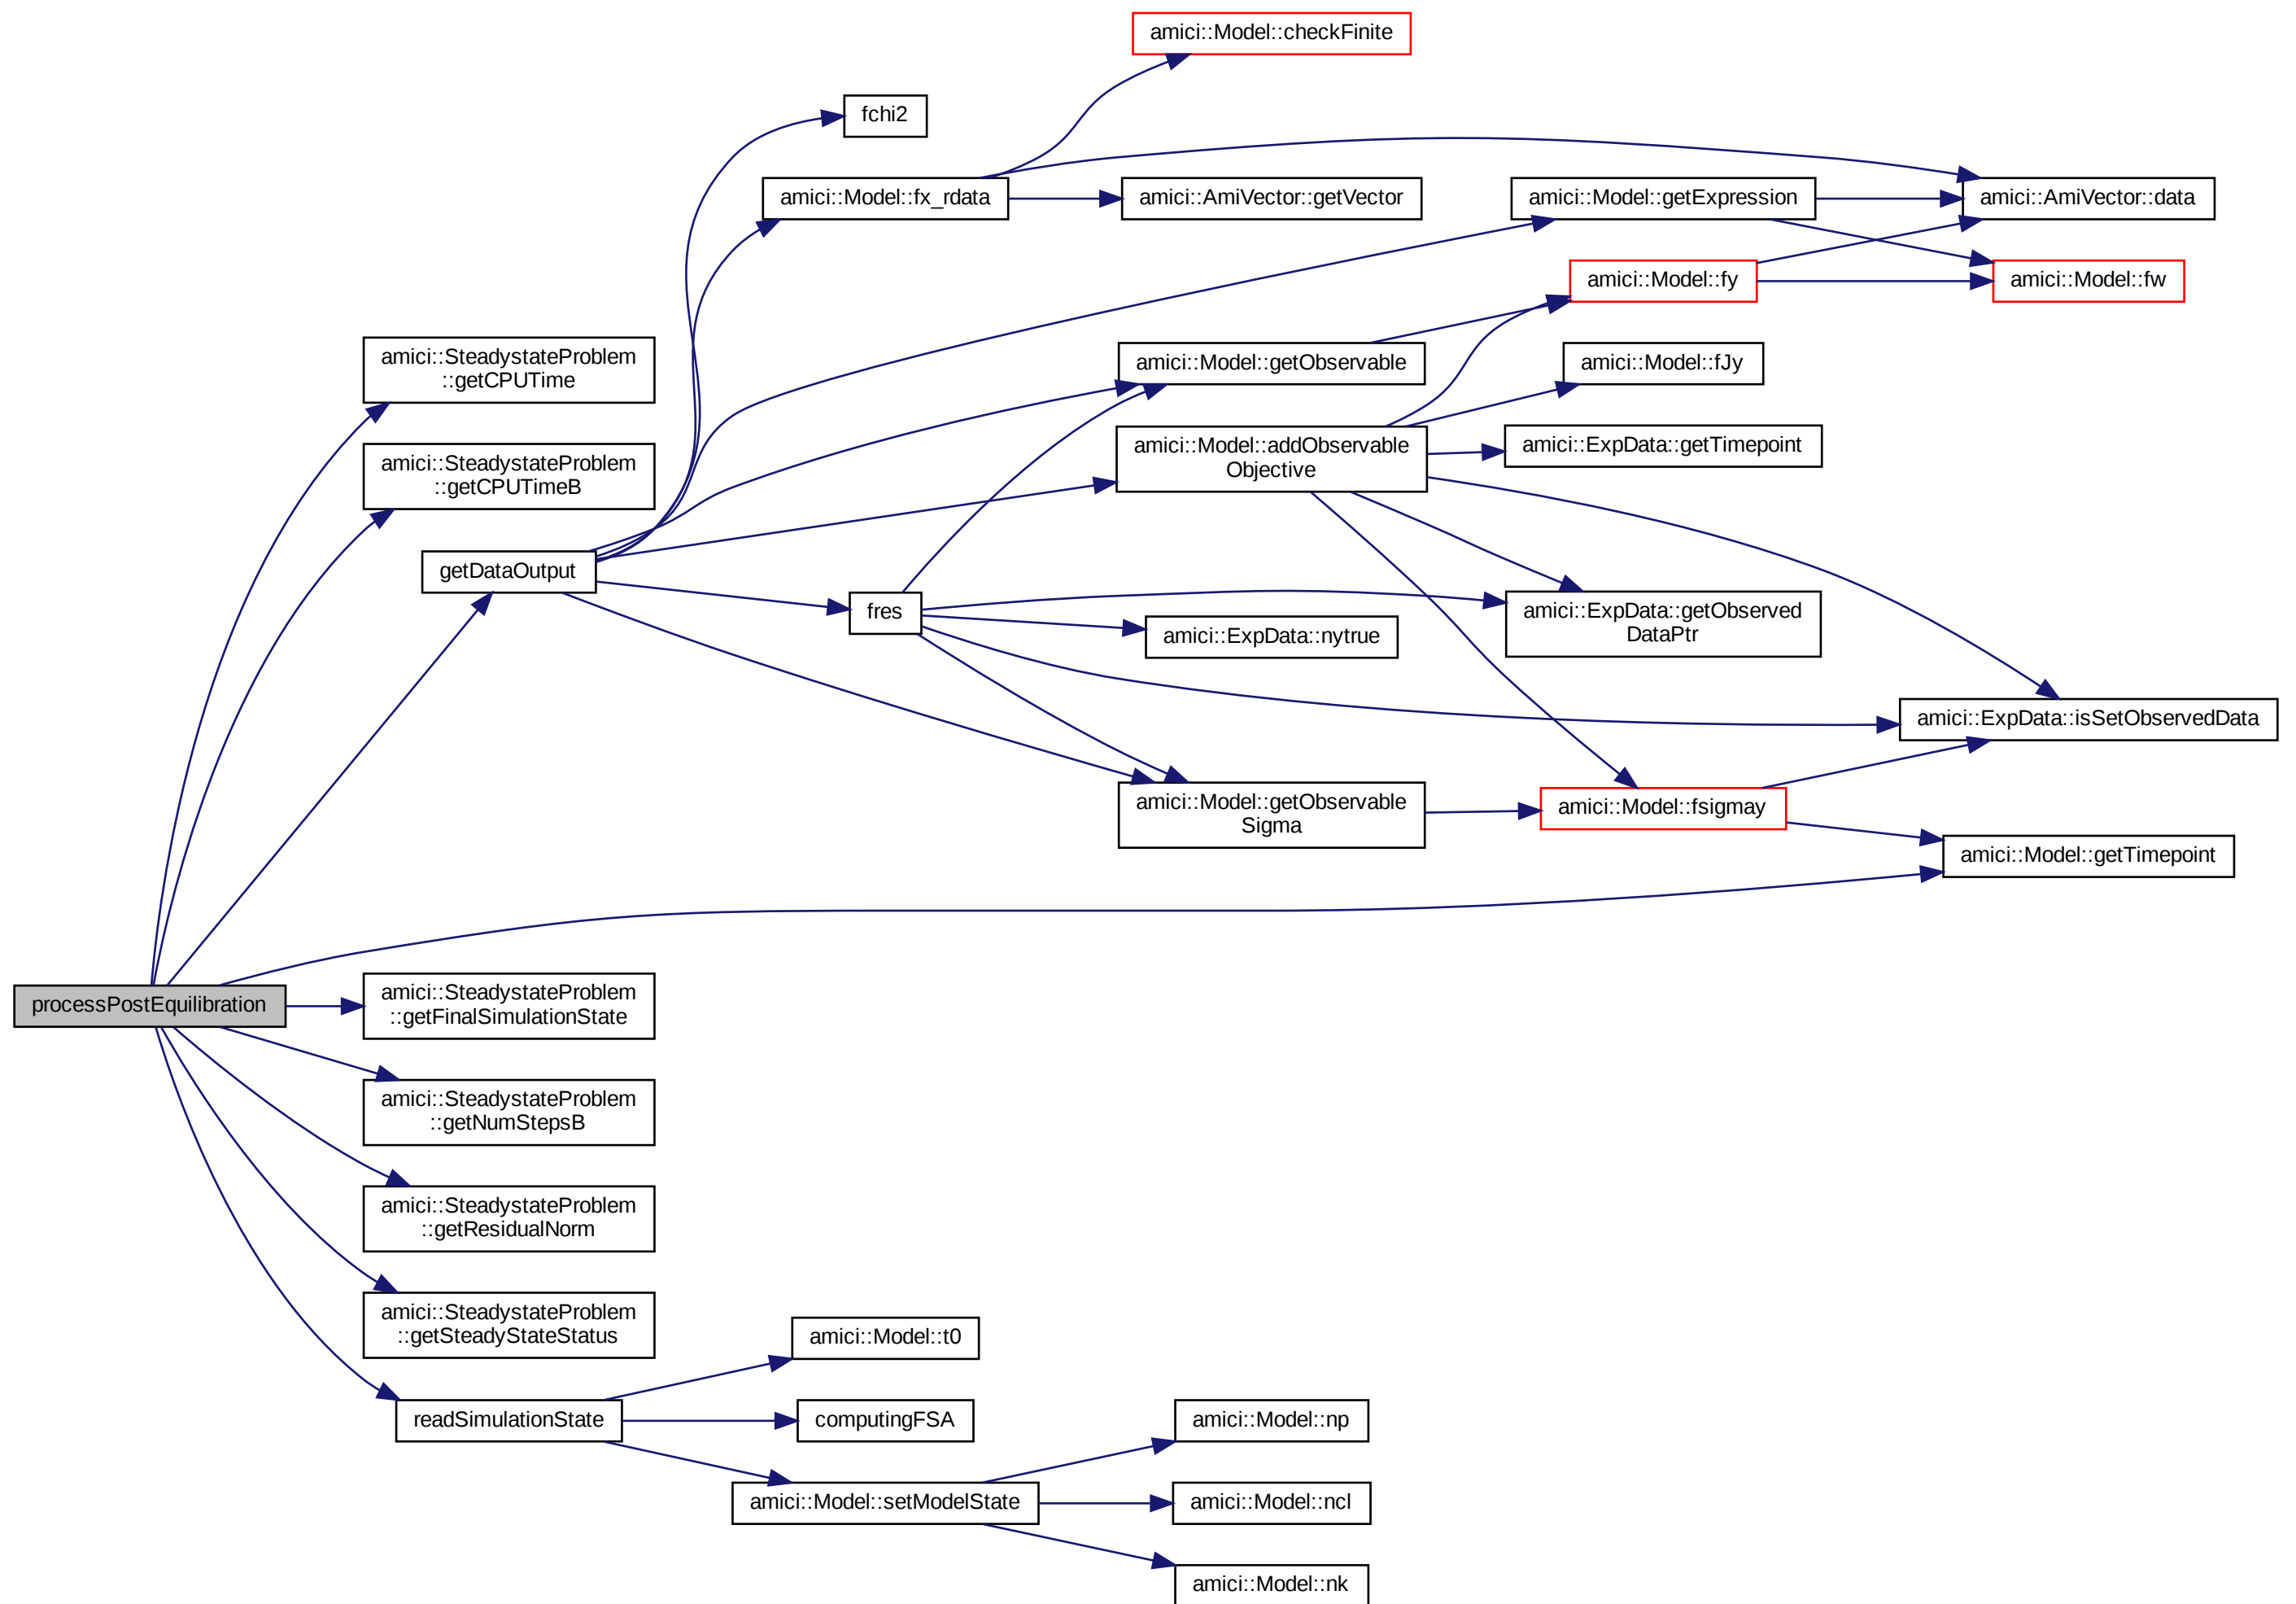 amici::Model::checkFinite
fchi2
amici::Model::fx_rdata
amici::AmiVector::getVector
amici::Model::getExpression
amici::AmiVector::data
amici::Model::fy
amici::Model::fw
amici::SteadystateProblem
::getCPUTime
amici::Model::getObservable
amici::Model::fJy
amici::SteadystateProblem
::getCPUTimeB
amici::Model::addObservable
Objective
amici::ExpData::getTimepoint
getDataOutput
fres
amici::ExpData::nytrue
amici::ExpData::getObserved
DataPtr
amici::ExpData::isSetObservedData
amici::Model::getObservable
Sigma
amici::Model::fsigmay
amici::Model::getTimepoint
processPostEquilibration
amici::SteadystateProblem
::getFinalSimulationState
amici::SteadystateProblem
::getNumStepsB
amici::SteadystateProblem
::getResidualNorm
amici::SteadystateProblem
::getSteadyStateStatus
amici::Model::t0
readSimulationState
computingFSA
amici::Model::np
amici::Model::setModelState
amici::Model::ncl
amici::Model::nk